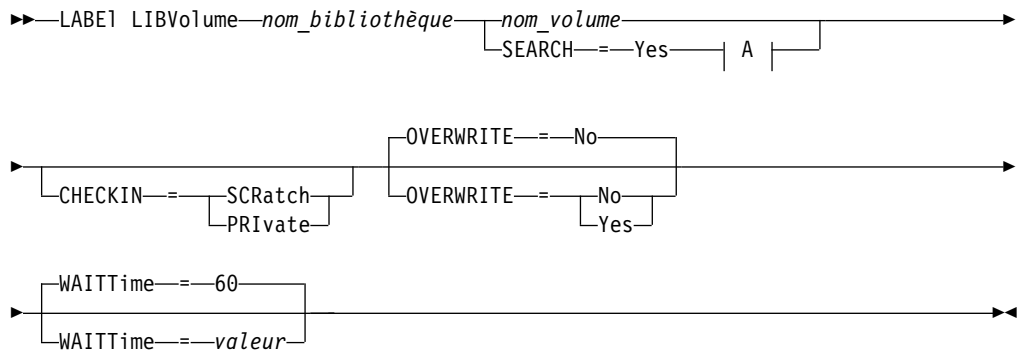 LABEl LIBVolume nom_bibliothèque nom_volume
SEARCH = Yes A
OVERWRITE = No
CHECKIN = SCRatch
PRIvate
OVERWRITE = No
Yes
WAITTime = 60
WAITTime = valeur